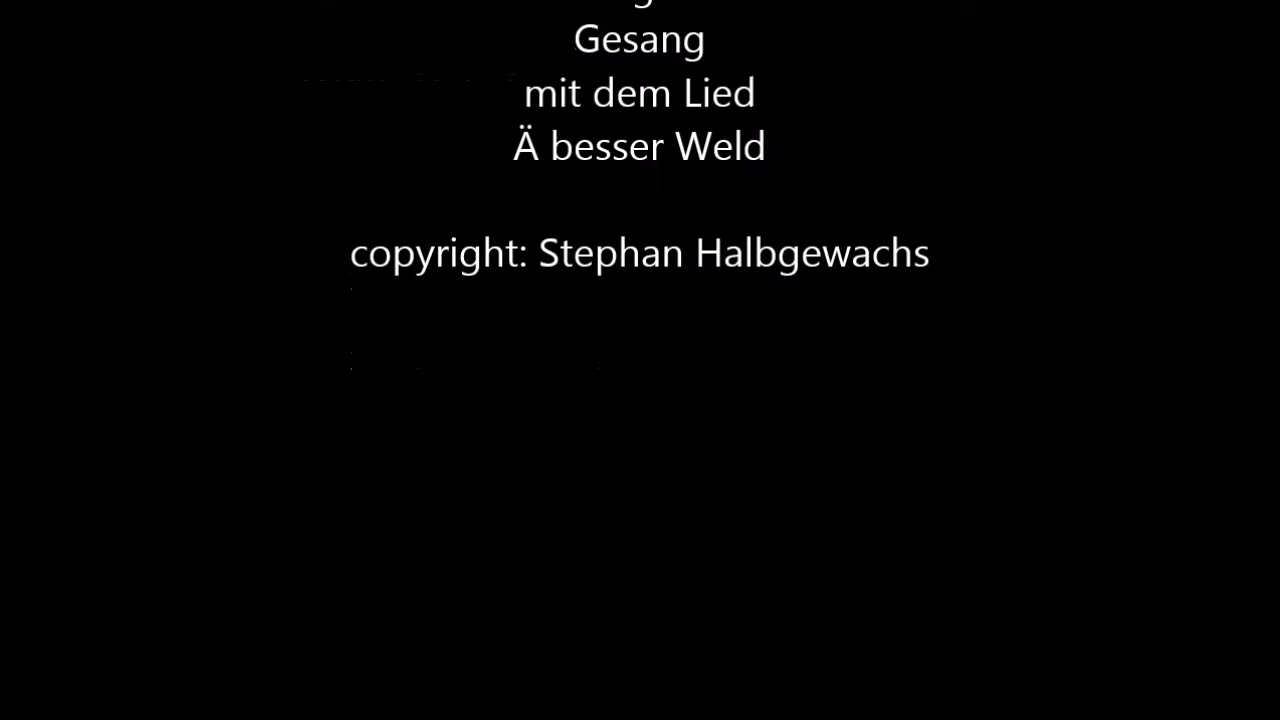 Gesang
mit dem Lied
Ä besser Weld
copyright: Stephan Halbgewachs